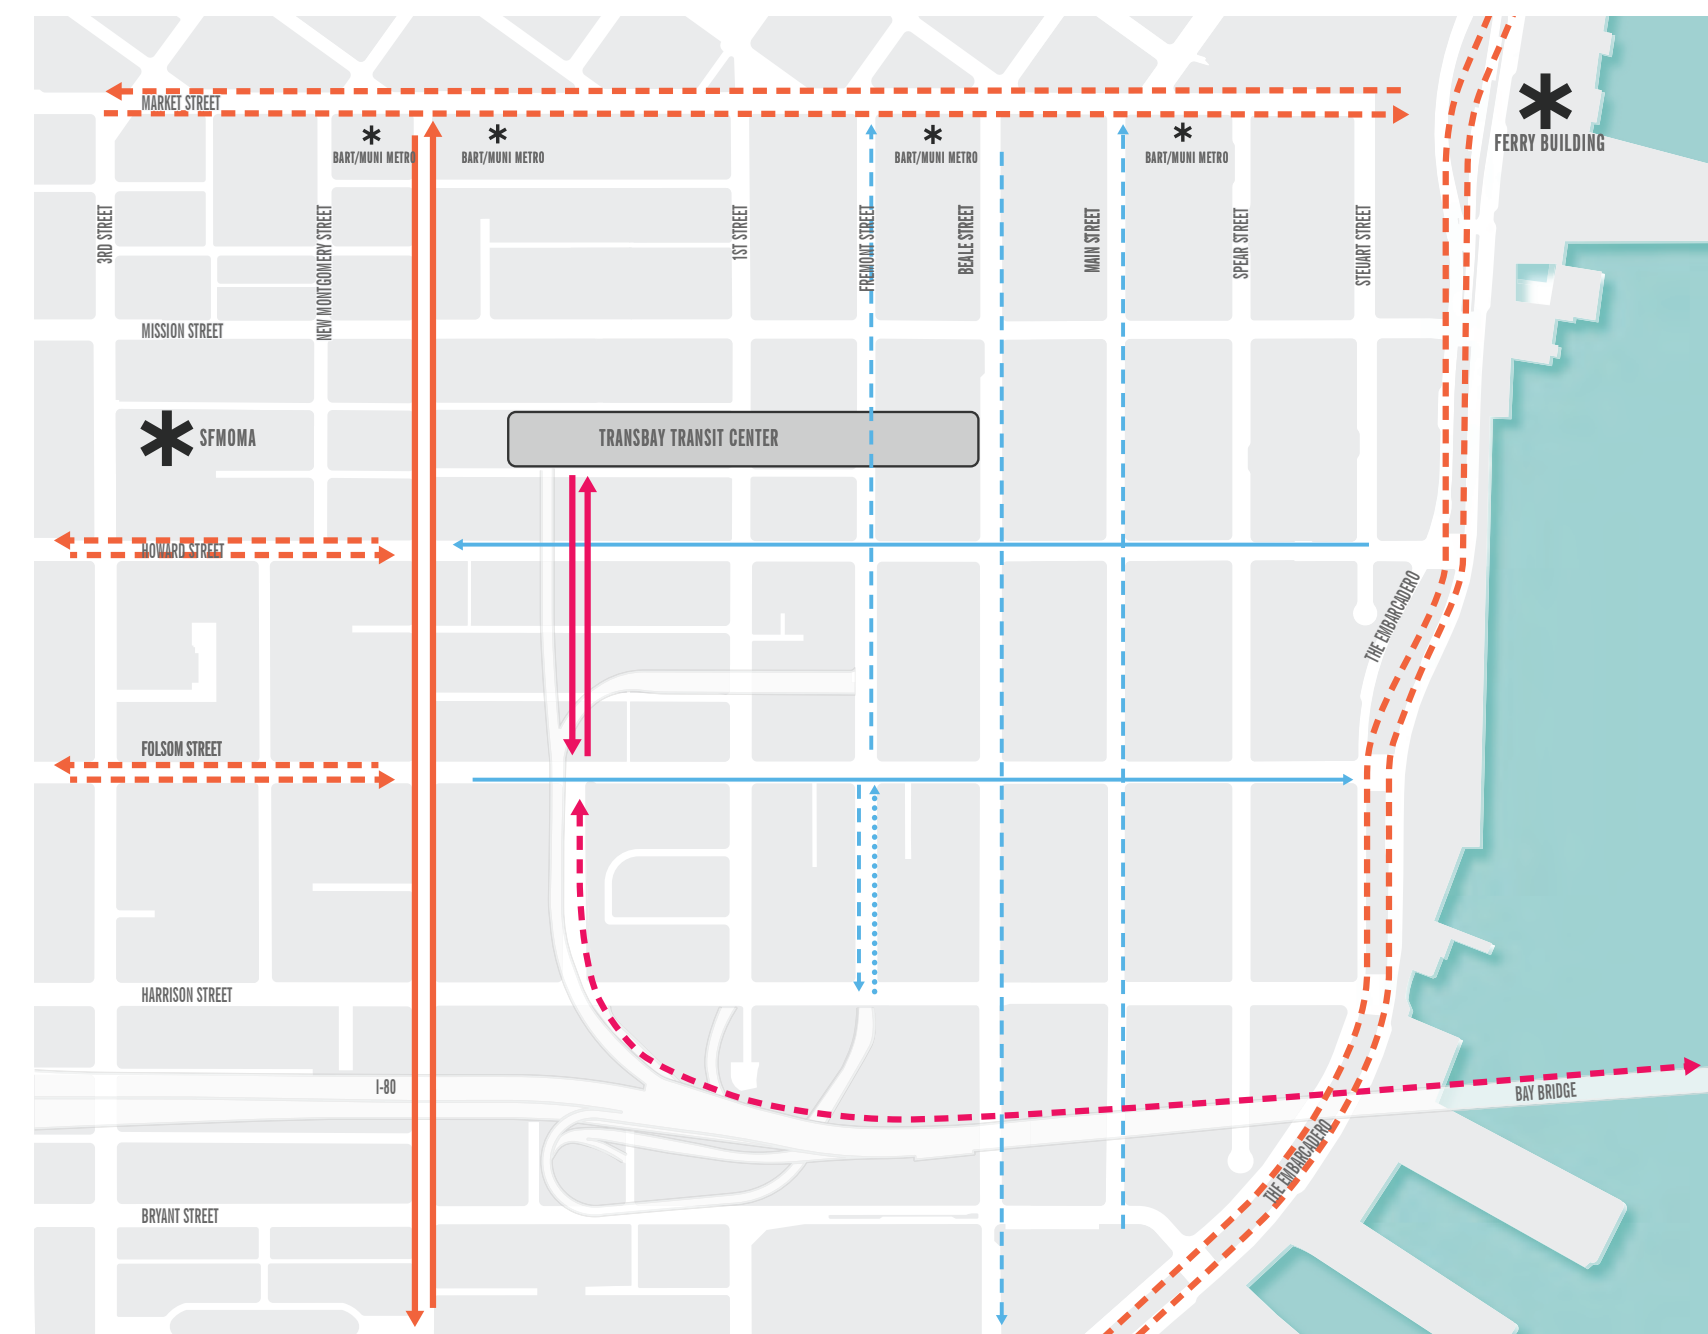 MARKET STREET
FERRY BUILDING
BART/MUNI METRO
BART/MUNI METRO
BART/MUNI METRO
BART/MUNI METRO
3RD STREET
NEW MONTGOMERY STREET
1ST STREET
FREMONT STREET
BEALE STREET
MAIN STREET
SPEAR STREET
STEUART STREET
MISSION STREET
SFMOMA
TRANSBAY TRANSIT CENTER
HOWARD STREET
THE EMBARCADERO
FOLSOM STREET
HARRISON STREET
I-80
BAY BRIDGE
THE EMBARCADERO
BRYANT STREET